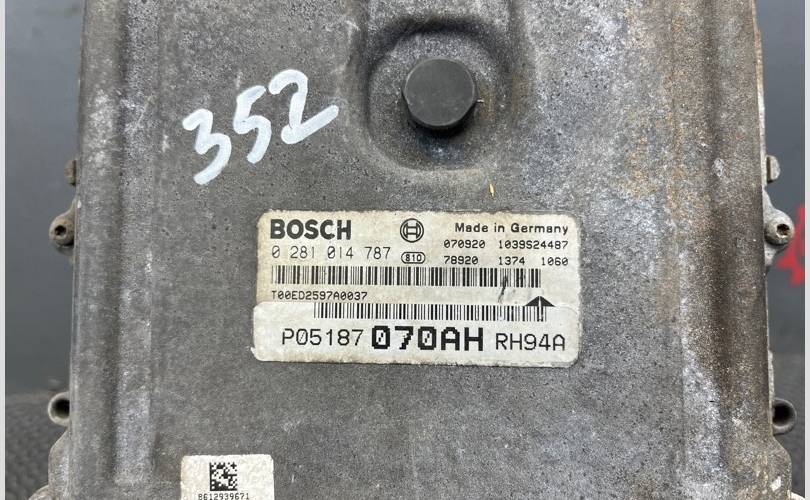 352
BOSCH Made in Germany
070920 1039S24487
0 281 014 787 810 78920 1374 1060
T00ED2597A0037
P05187 070AH RH94A
8612939671